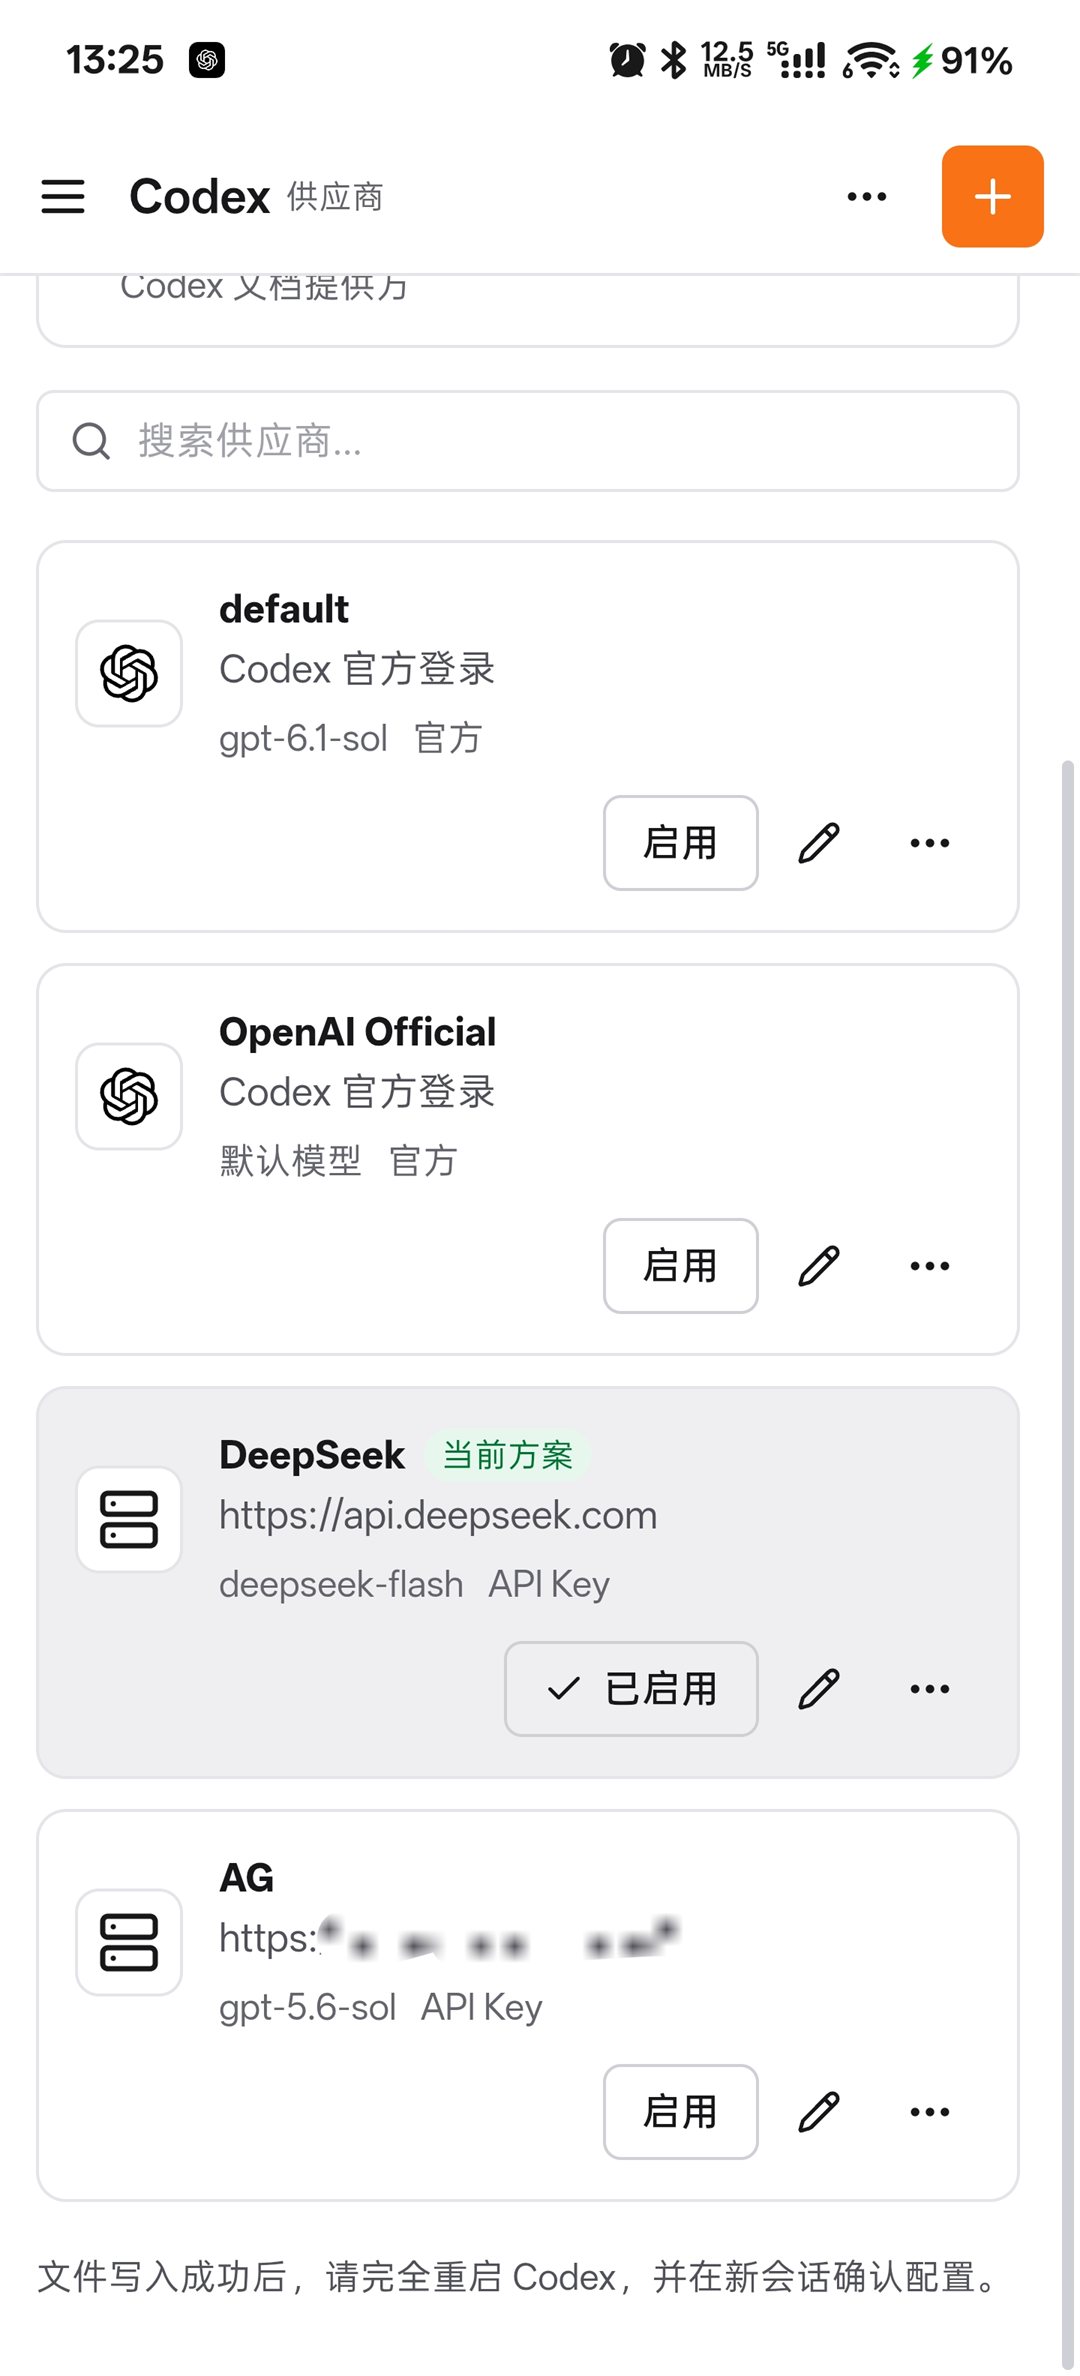 13:25
12.5 MB/S 5G 6 91%
Codex 供应商
Codex 文档提供方
搜索供应商...
default
Codex 官方登录
gpt-6.1-sol 官方
启用
OpenAI Official
Codex 官方登录
默认模型 官方
启用
DeepSeek 当前方案
https://api.deepseek.com
deepseek-flash API Key
已启用
AG
https:
gpt-5.6-sol API Key
启用
文件写入成功后，请完全重启 Codex，并在新会话确认配置。